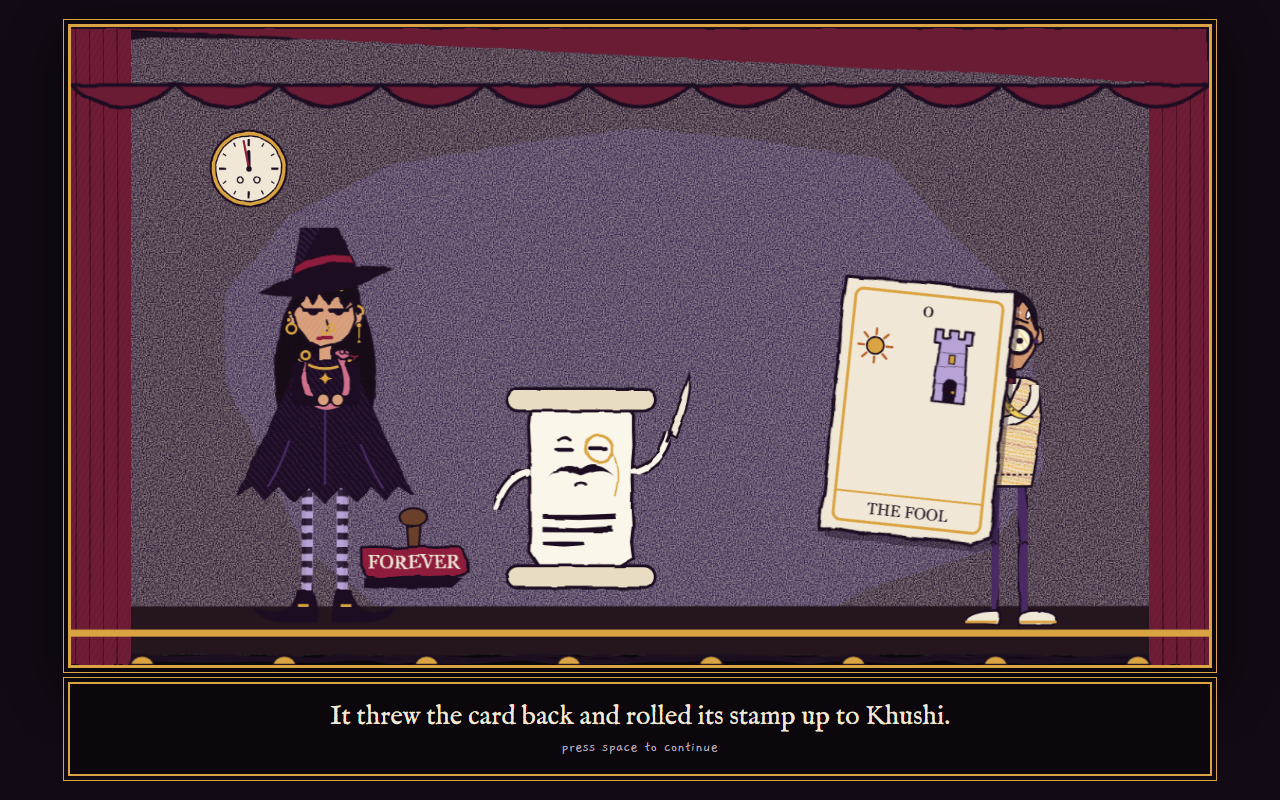 O
THE FOOL
FOREVER
It threw the card back and rolled its stamp up to Khushi.
press space to continue